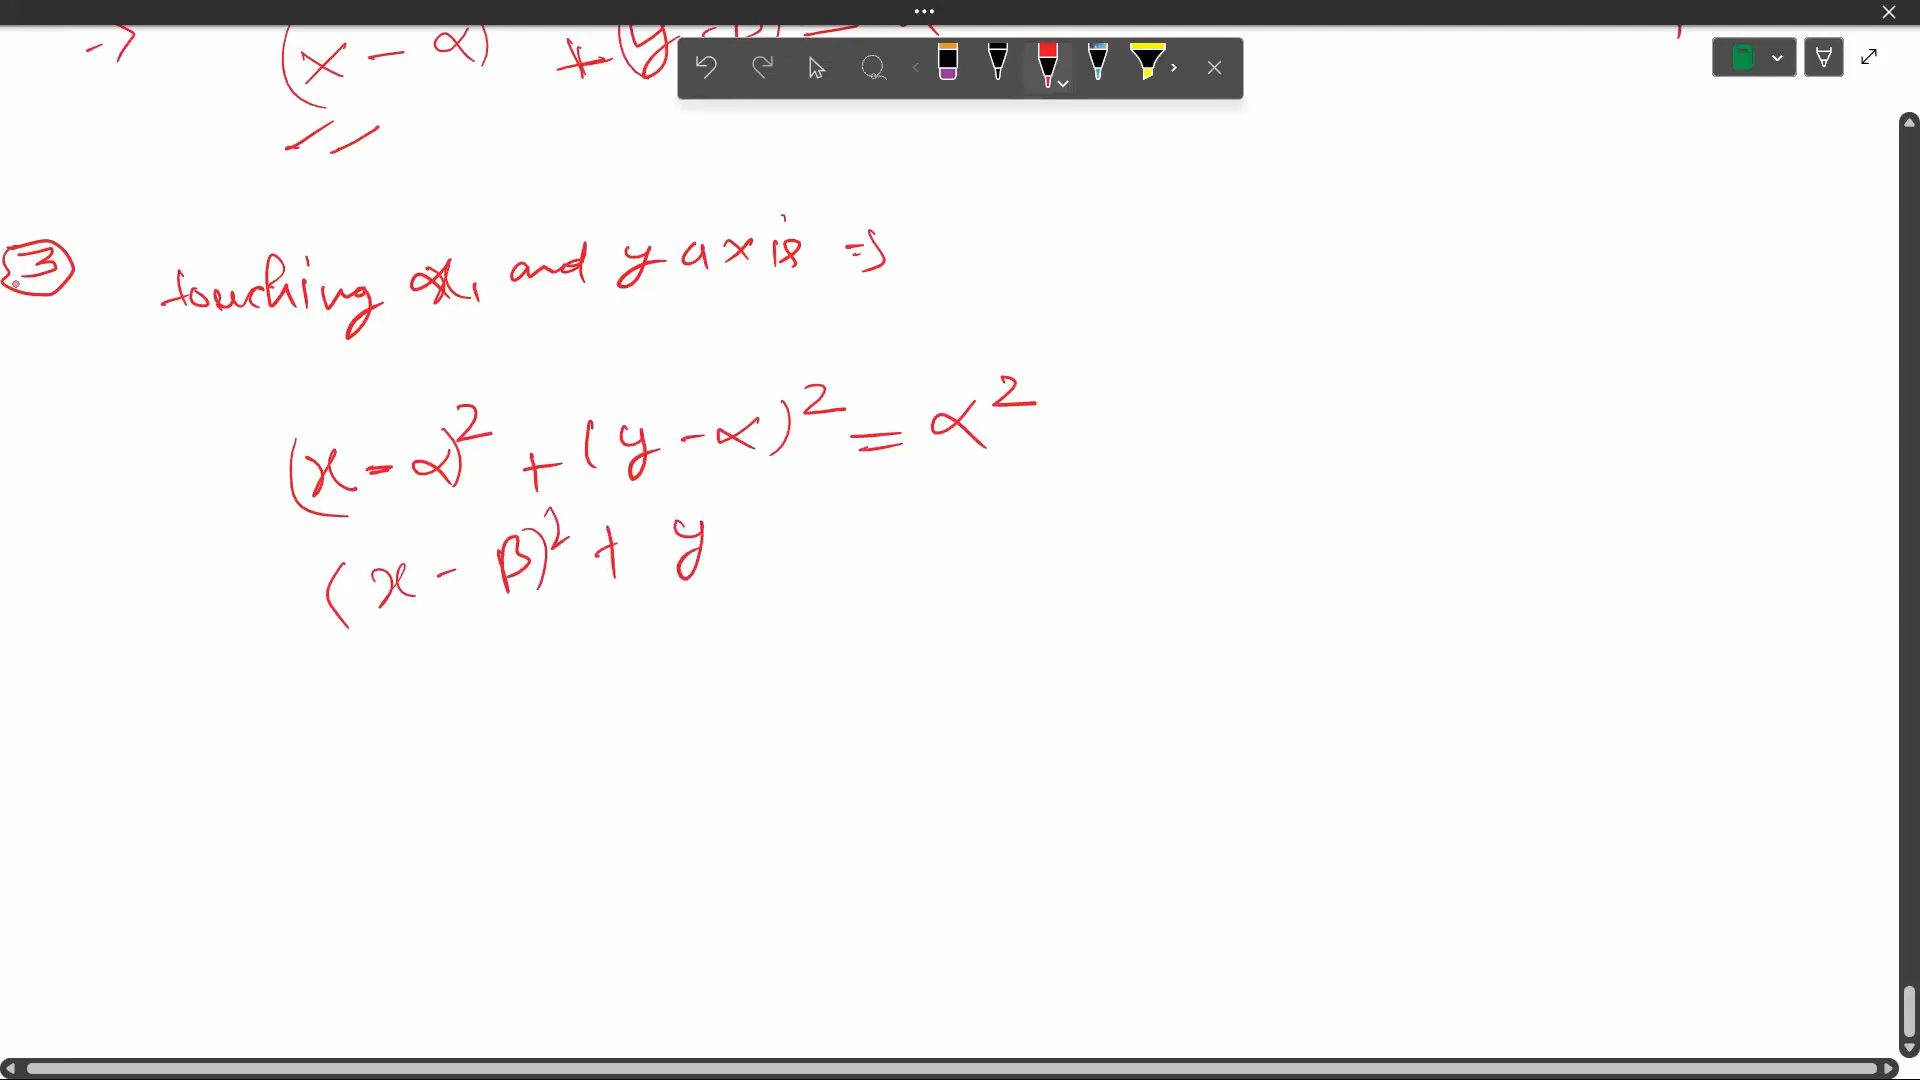 -> (x - α) + (y - β) = α
③ touching x, and y axis =>
(x - α)² + (y - α)² = α²
(x - β)² + y